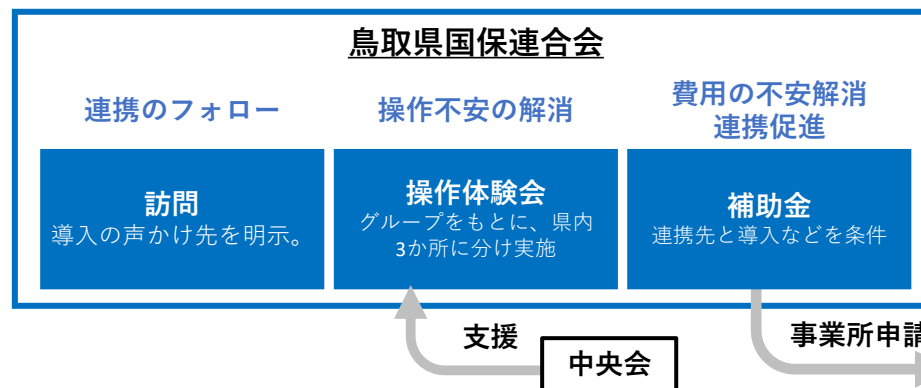 鳥取県国保連合会
連携のフォロー
操作不安の解消
費用の不安解消
連携促進
訪問
導入の声かけ先を明示。
操作体験会
グループをもとに、県内
3か所に分け実施
補助金
連携先と導入などを条件
支援
中央会
事業所申請